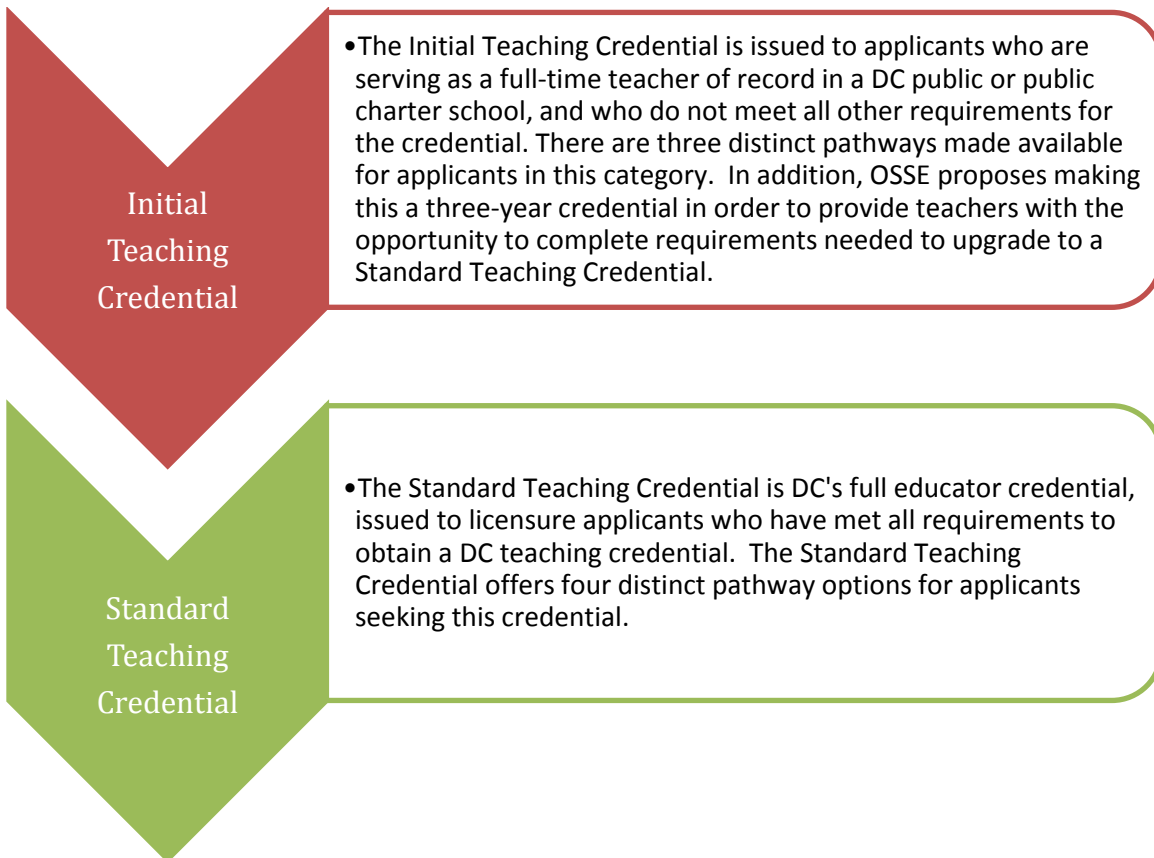 Initial
Teaching
Credential
•The Initial Teaching Credential is issued to applicants who are
serving as a full-time teacher of record in a DC public or public
charter school, and who do not meet all other requirements for
the credential. There are three distinct pathways made available
for applicants in this category.  In addition, OSSE proposes making
this a three-year credential in order to provide teachers with the
opportunity to complete requirements needed to upgrade to a
Standard Teaching Credential.
Standard
Teaching
Credential
•The Standard Teaching Credential is DC's full educator credential,
issued to licensure applicants who have met all requirements to
obtain a DC teaching credential.  The Standard Teaching
Credential offers four distinct pathway options for applicants
seeking this credential.